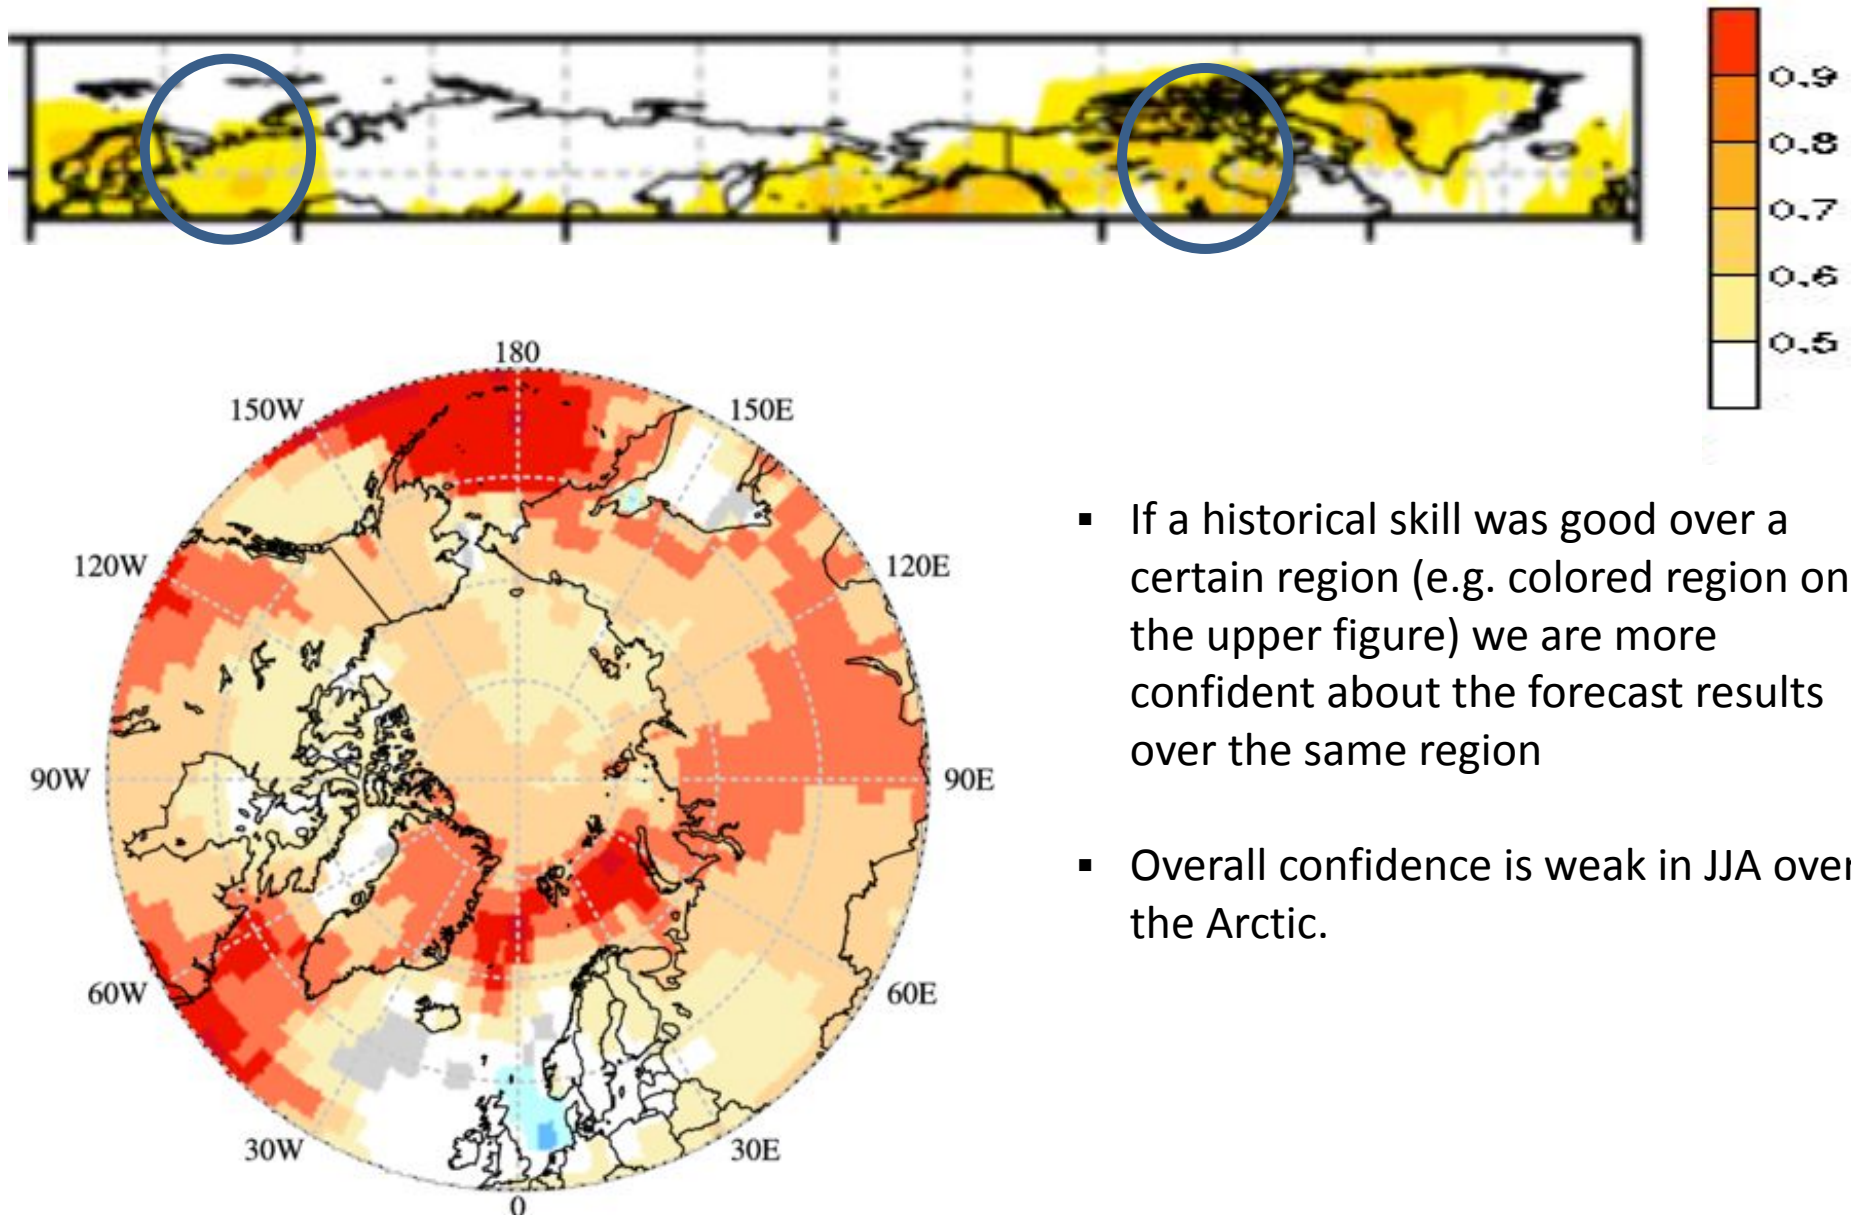 0.9
0.8
0.7
0.6
0.5
180
150W
150E
120W
120E
90W
90E
60W
60E
30W
30E
0
▪ If a historical skill was good over a
certain region (e.g. colored region on
the upper figure) we are more
confident about the forecast results
over the same region
▪ Overall confidence is weak in JJA over
the Arctic.